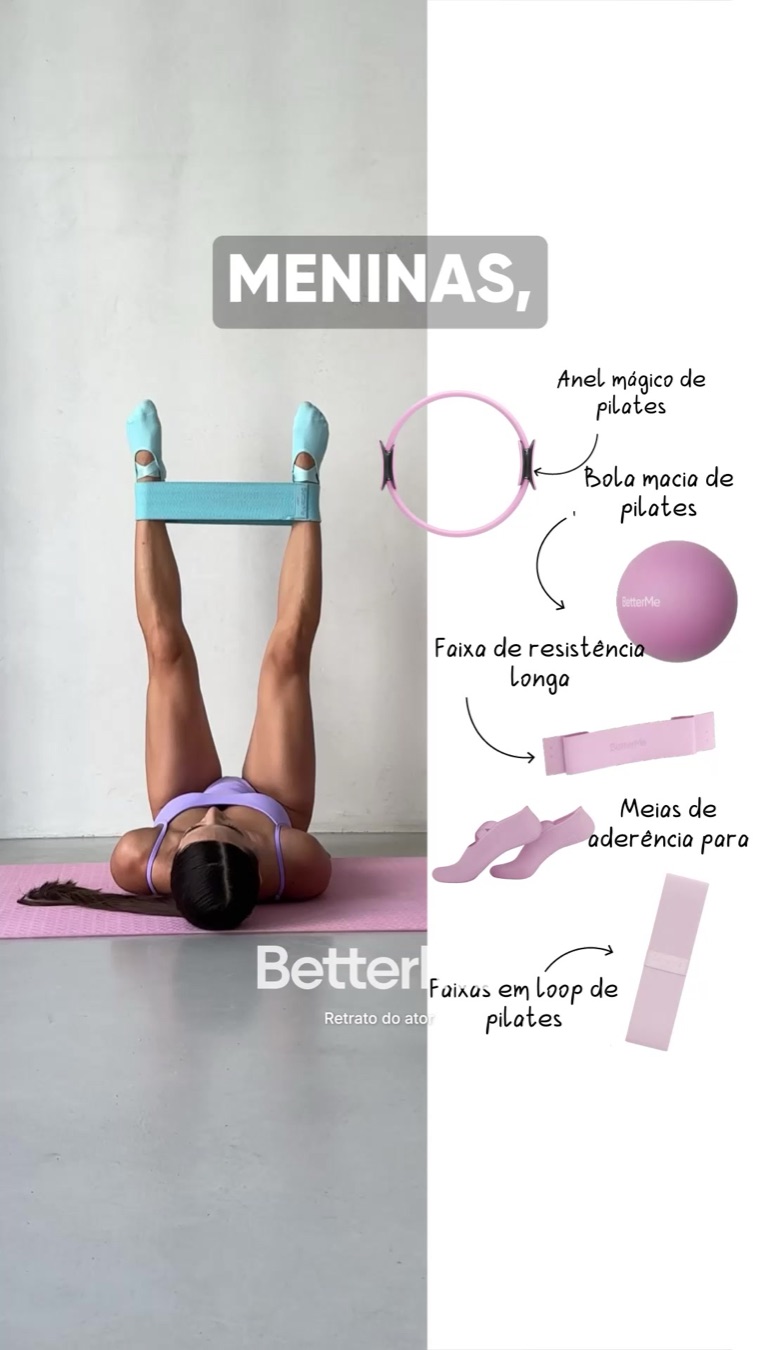 MENINAS,
Anel mágico de
pilates
Bola macia de
pilates
BetterMe
Faixa de resistência
longa
BetterMe
Meias de
aderência para
Better
Retrato do ator
Faixas em loop de
pilates